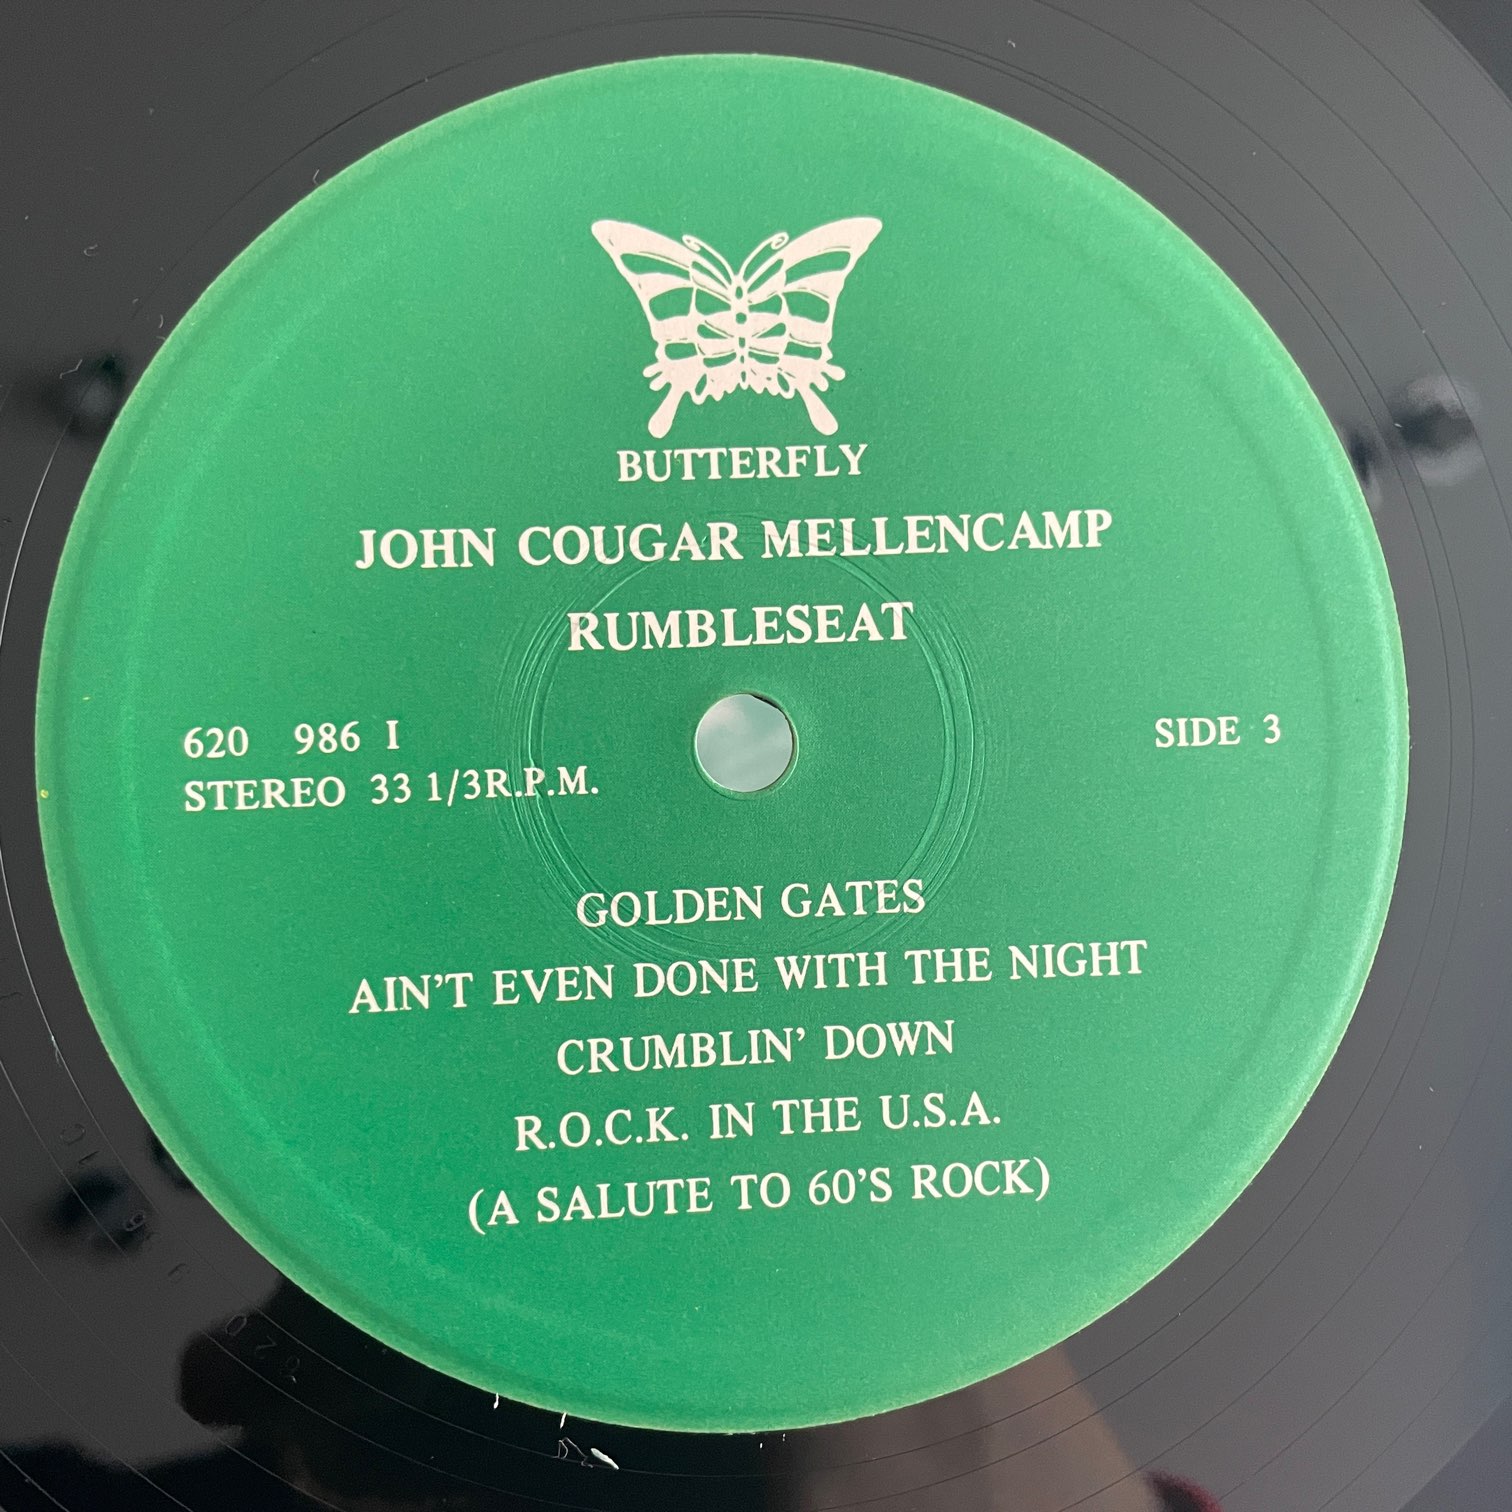 BUTTERFLY
JOHN COUGAR MELLENCAMP
RUMBLESEAT
620 986 I
SIDE 3
STEREO 33 1/3R.P.M.
GOLDEN GATES
AIN'T EVEN DONE WITH THE NIGHT
CRUMBLIN' DOWN
R.O.C.K. IN THE U.S.A.
(A SALUTE TO 60'S ROCK)